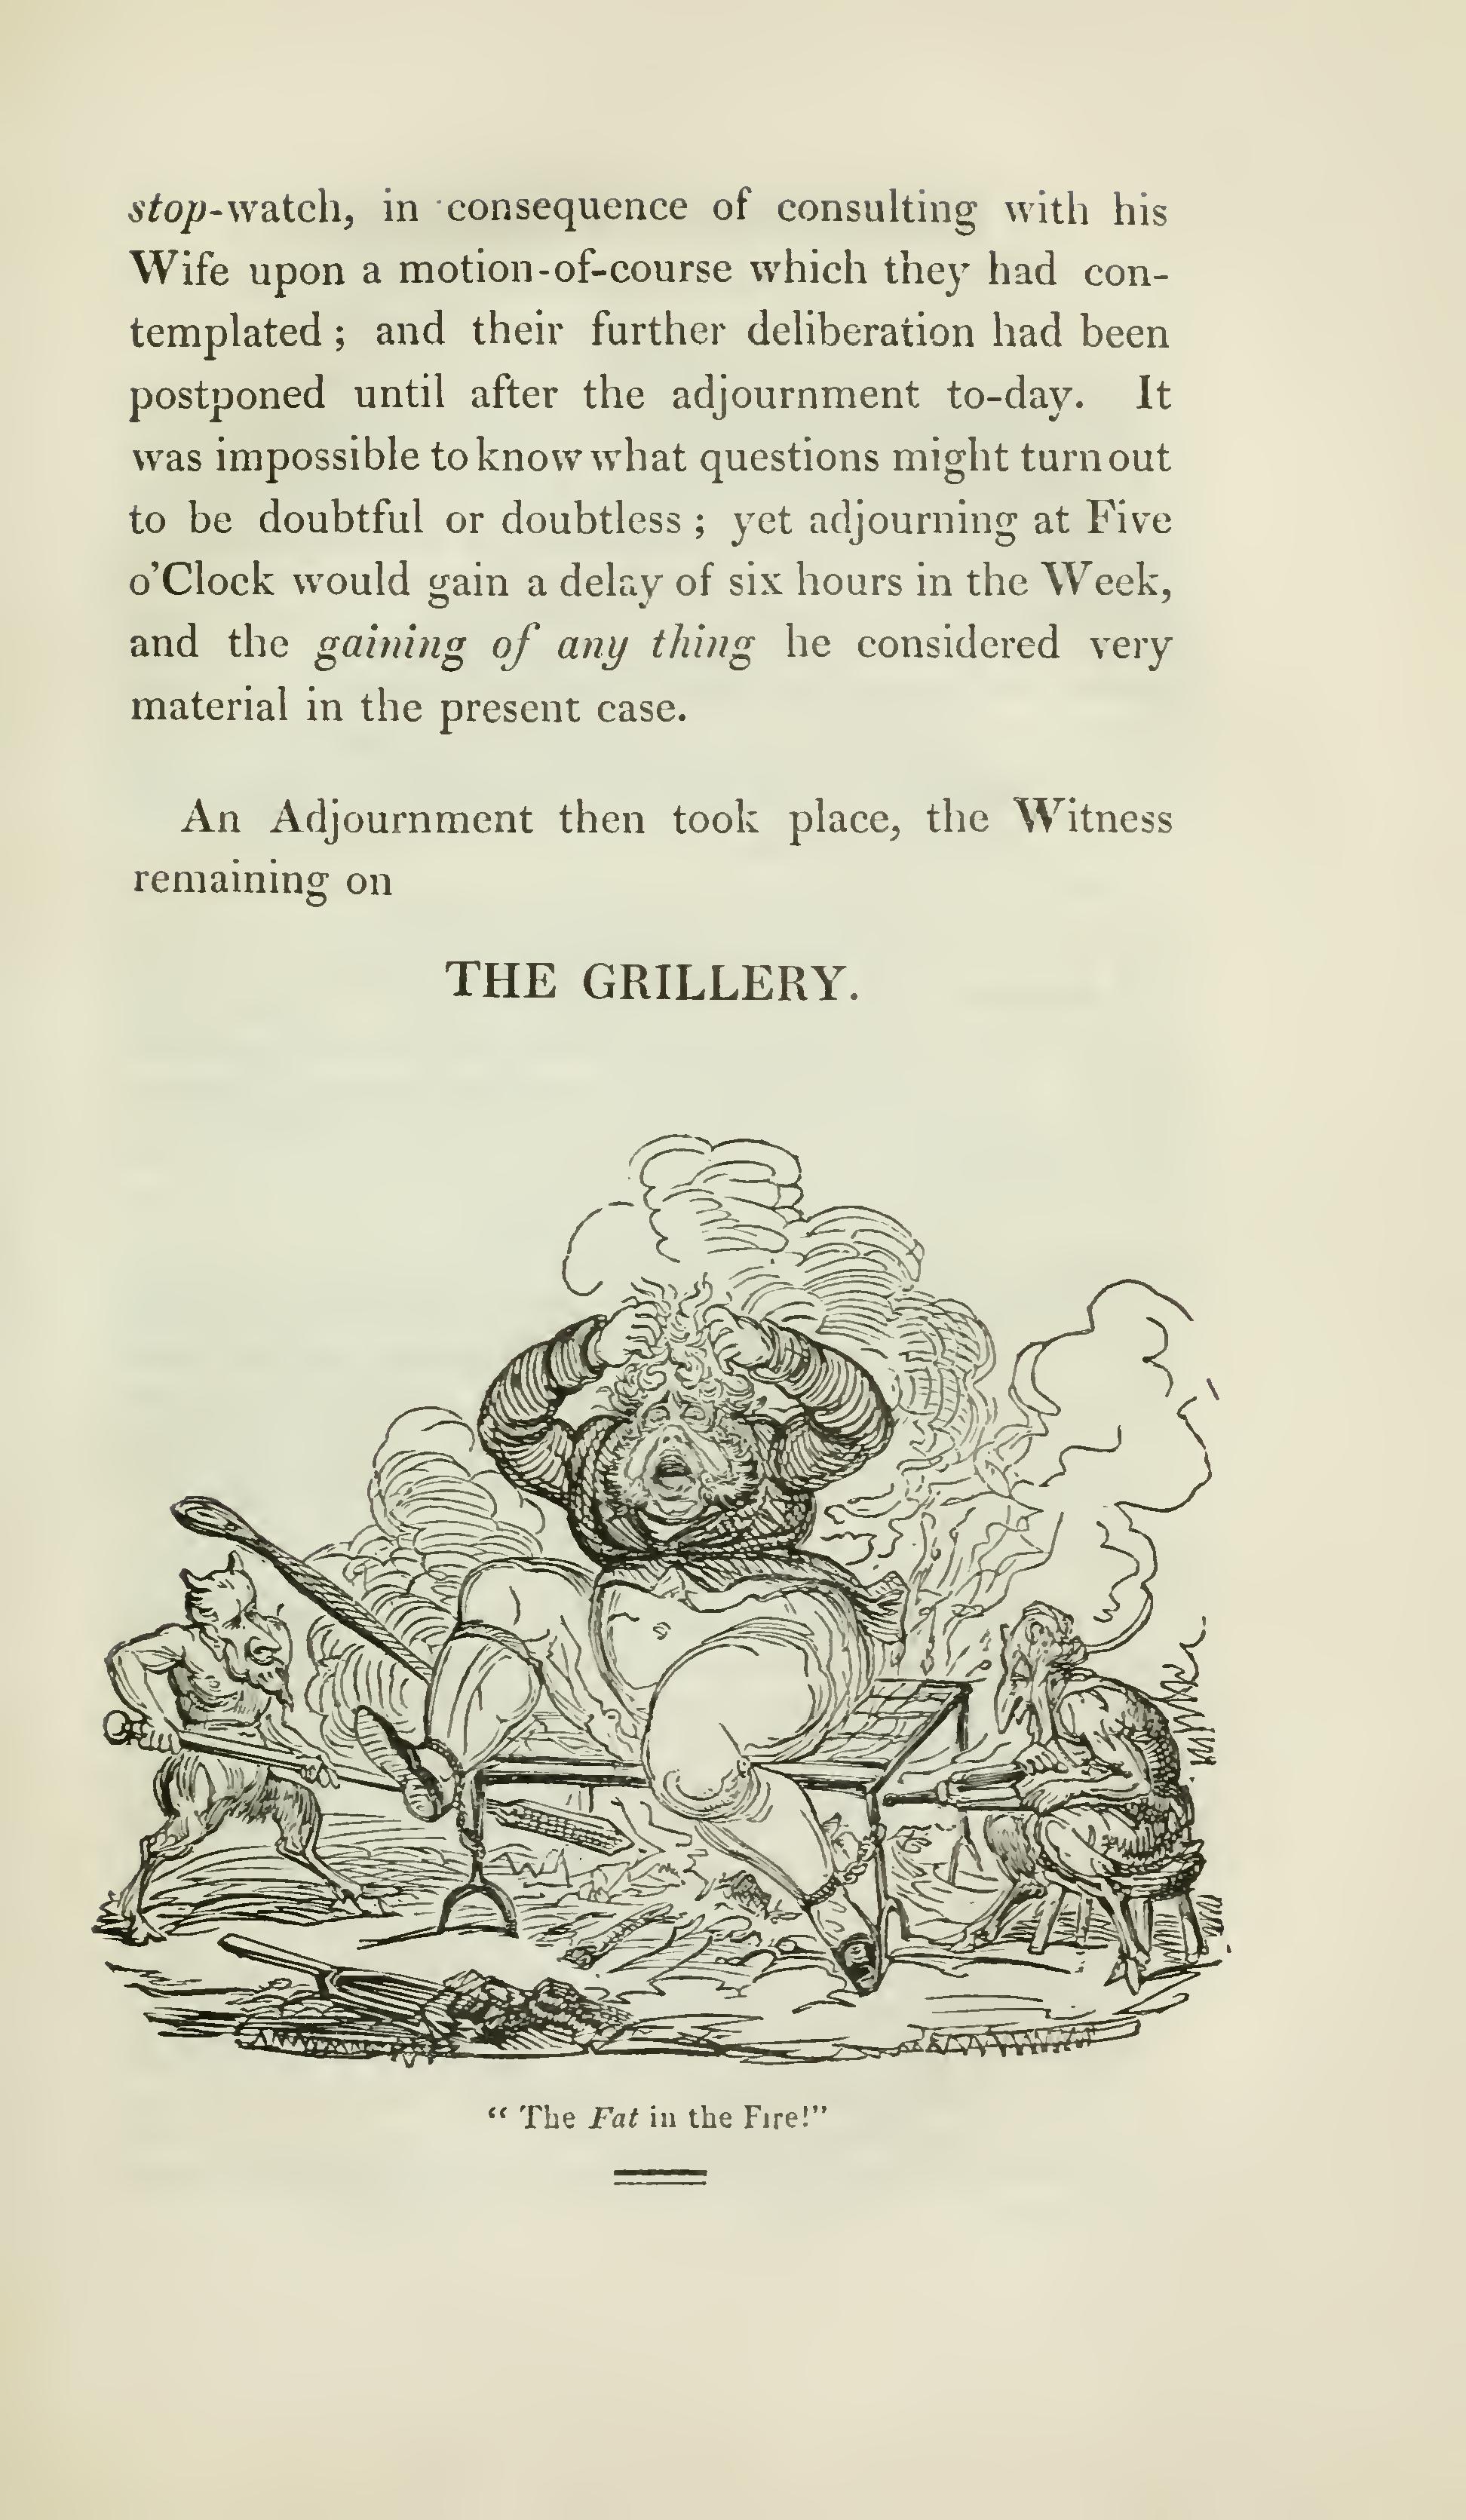 stop-watch, in consequence of consulting with his
Wife upon a motion-of-course which they had con-
templated ; and their further deliberation had been
postponed until after the adjournment to-day. It
was impossible to know what questions might turn out
to be doubtful or doubtless ; yet adjourning at Five
o'Clock would gain a delay of six hours in the Week,
and the gaining of any thing he considered very
material in the present case.
An Adjournment then took place, the Witness
remaining on
THE GRILLERY.
“ The Fat in the Fire!”